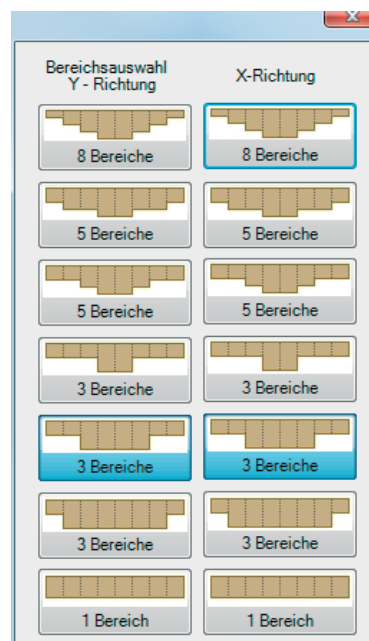 Bereichsauswahl
Y - Richtung
X-Richtung
8 Bereiche
8 Bereiche
5 Bereiche
5 Bereiche
5 Bereiche
5 Bereiche
3 Bereiche
3 Bereiche
3 Bereiche
3 Bereiche
3 Bereiche
3 Bereiche
1 Bereich
1 Bereich